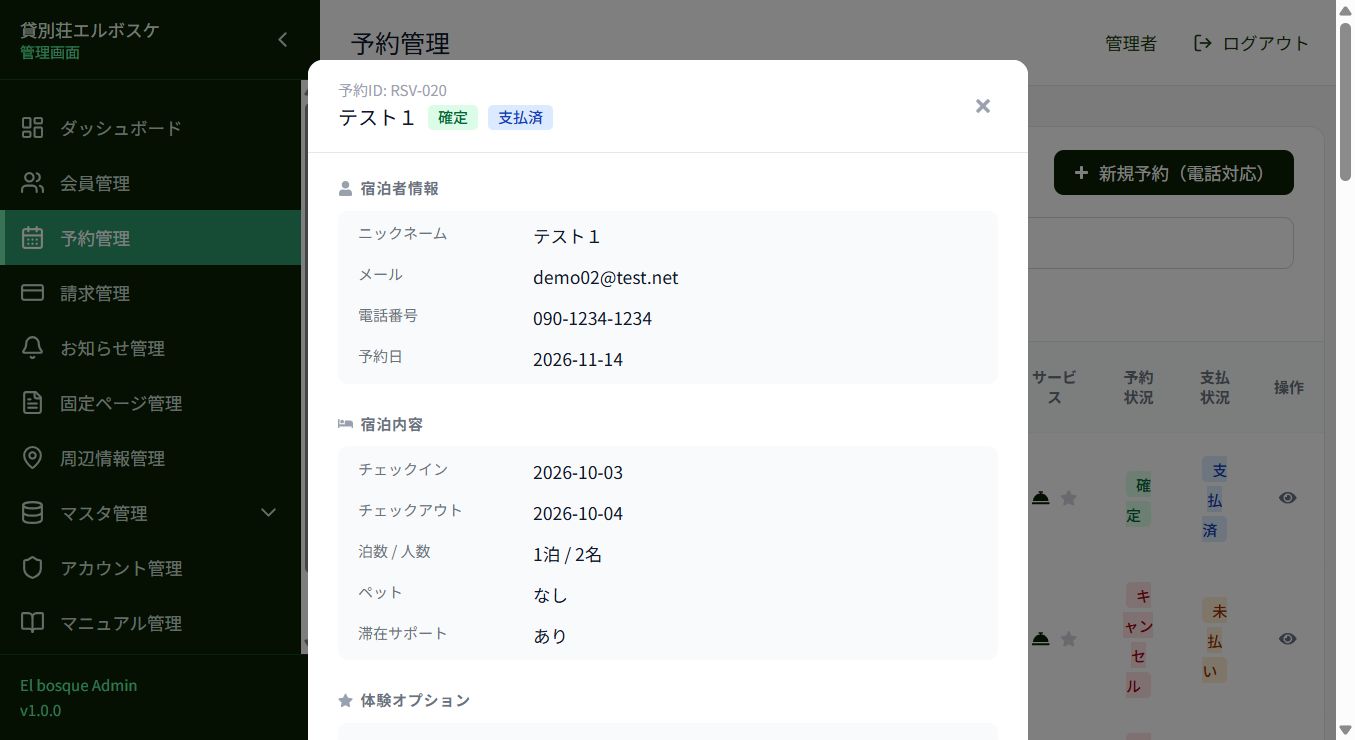 貸別荘エルボスケ
管理画面
ダッシュボード
会員管理
予約管理
請求管理
お知らせ管理
固定ページ管理
周辺情報管理
マスタ管理
アカウント管理
マニュアル管理
El bosque Admin
v1.0.0
予約管理
管理者
ログアウト
新規予約（電話対応）
サービ
ス
予約
状況
支払
状況
操作
確
定
支
払
済
キ
ャン
セ
ル
未
払
い
予約ID: RSV-020
テスト１ 確定 支払済
宿泊者情報
ニックネーム テスト１
メール demo02@test.net
電話番号 090-1234-1234
予約日 2026-11-14
宿泊内容
チェックイン 2026-10-03
チェックアウト 2026-10-04
泊数 / 人数 1泊 / 2名
ペット なし
滞在サポート あり
体験オプション